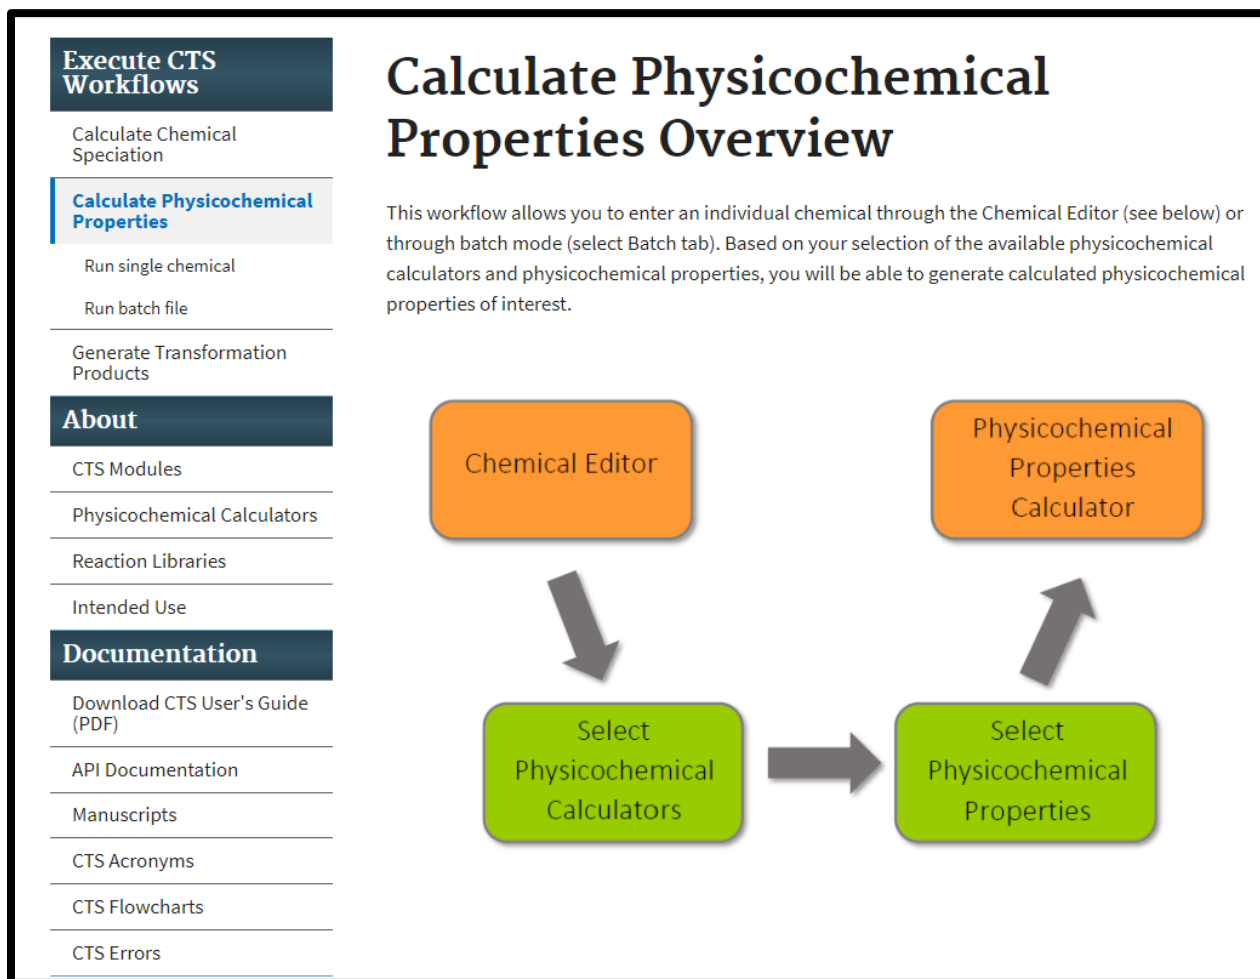 Execute CTS
Workflows
Calculate Chemical
Speciation
Calculate Physicochemical
Properties
Run single chemical
Run batch file
Generate Transformation
Products
About
CTS Modules
Physicochemical Calculators
Reaction Libraries
Intended Use
Documentation
Download CTS User's Guide
(PDF)
API Documentation
Manuscripts
CTS Acronyms
CTS Flowcharts
CTS Errors
Calculate Physicochemical
Properties Overview
This workflow allows you to enter an individual chemical through the Chemical Editor (see below) or
through batch mode (select Batch tab). Based on your selection of the available physicochemical
calculators and physicochemical properties, you will be able to generate calculated physicochemical
properties of interest.
Chemical Editor
Select
Physicochemical
Calculators
Select
Physicochemical
Properties
Physicochemical
Properties
Calculator